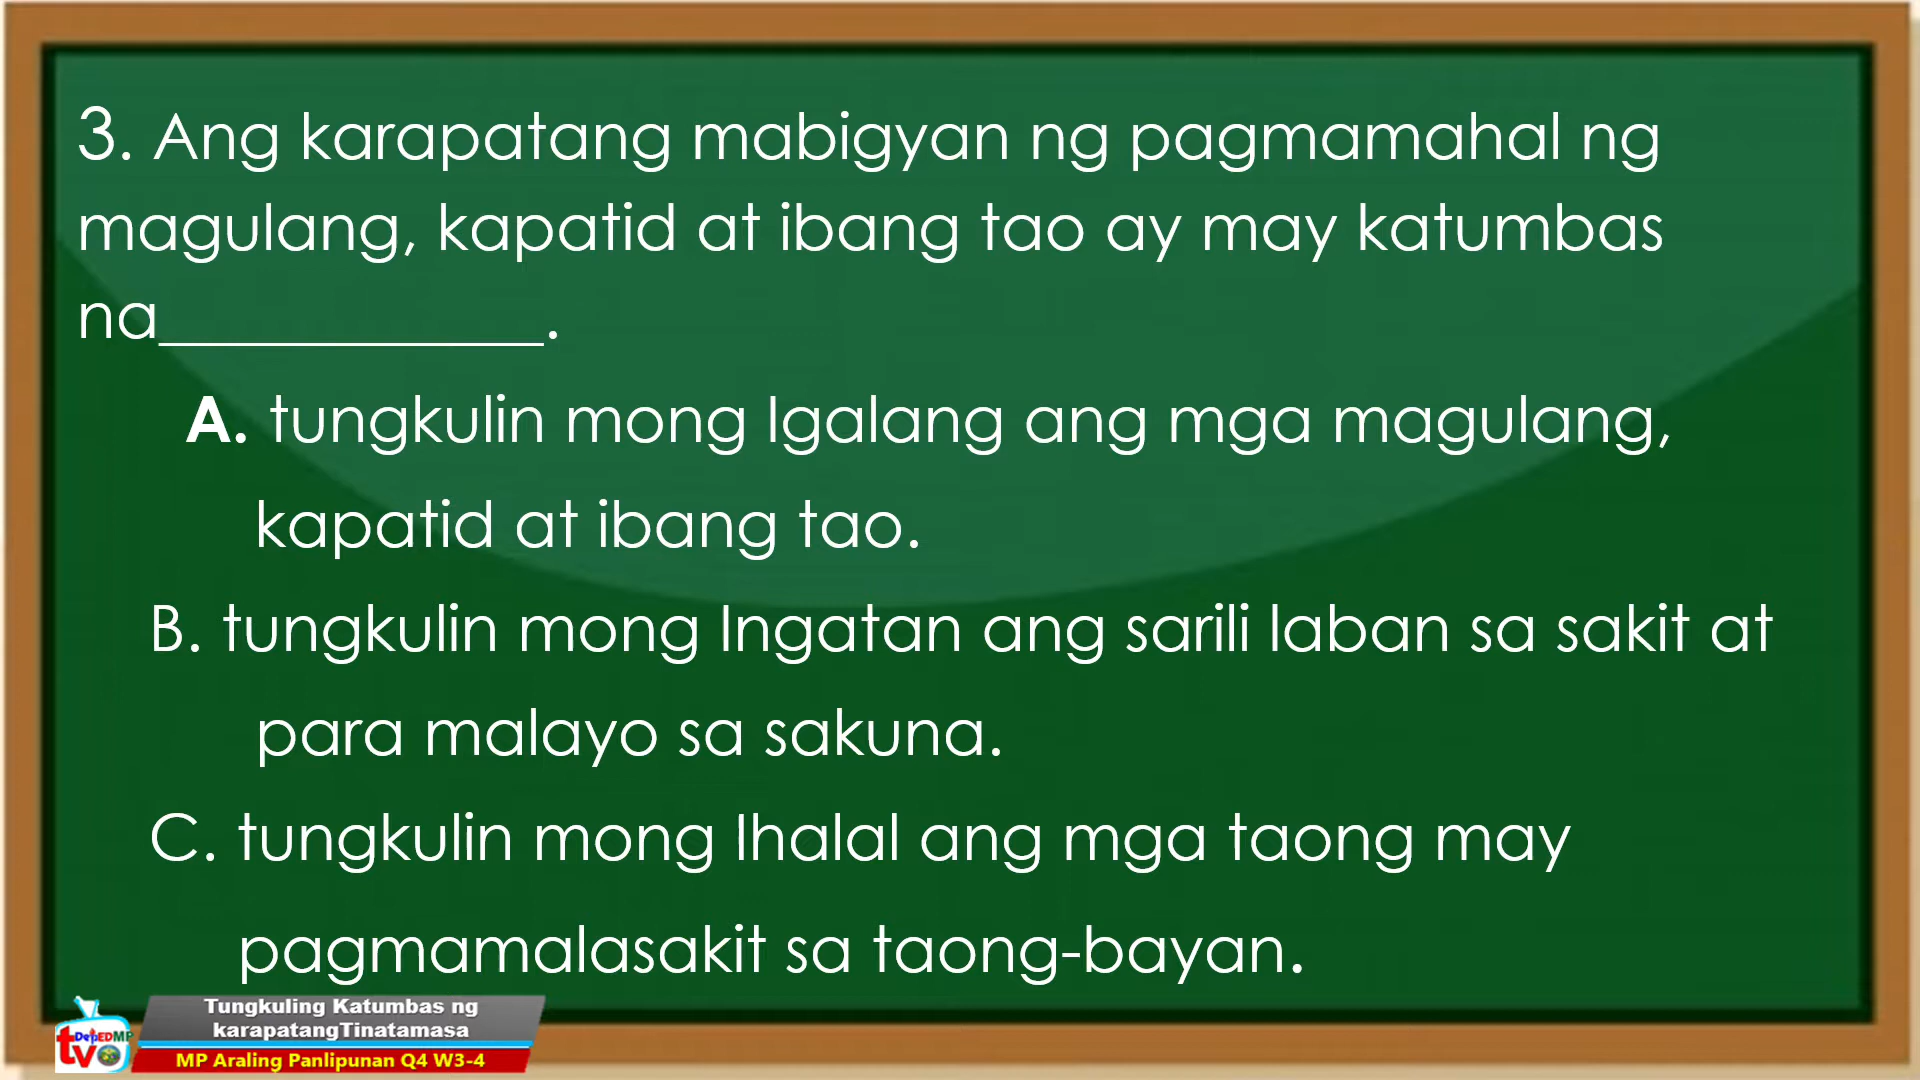 3. Ang karapatang mabigyan ng pagmamahal ng
magulang, kapatid at ibang tao ay may katumbas
na____________.
A. tungkulin mong Igalang ang mga magulang,
kapatid at ibang tao.
B. tungkulin mong Ingatan ang sarili laban sa sakit at
para malayo sa sakuna.
C. tungkulin mong Ihalal ang mga taong may
pagmamalasakit sa taong-bayan.
Tungkuling Katumbas ng
karapatangTinatamasa
DepEDMP
tv
MP Araling Panlipunan Q4 W3-4